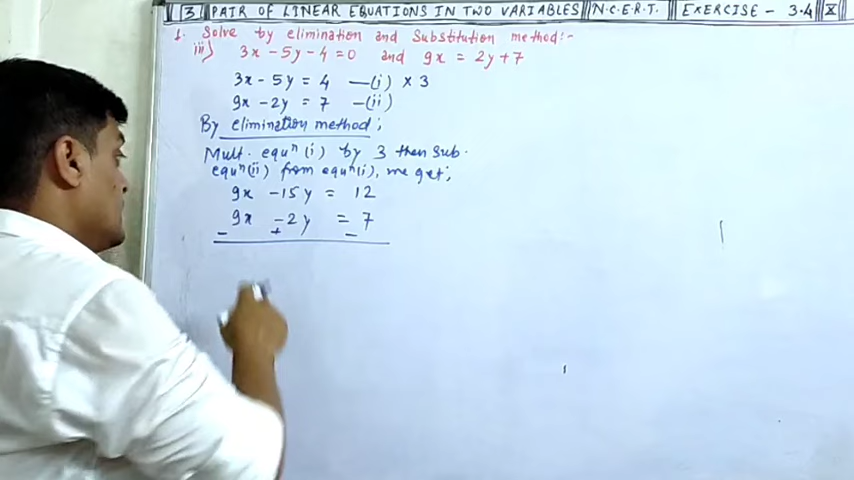 3 PAIR OF LINEAR EQUATIONS IN TWO VARIABLES N.C.E.R.T. EXERCISE - 3.4 X
1. Solve by elimination and Substitution method:-
iii) 3x - 5y - 4 = 0 and 9x = 2y + 7
3x - 5y = 4 —(i) × 3
9x - 2y = 7 —(ii)
By elimination method;
Mult. equⁿ(i) by 3 then sub.
equⁿ(ii) from equⁿ(i), we get;
9x - 15y = 12
9x - 2y = 7
- + -